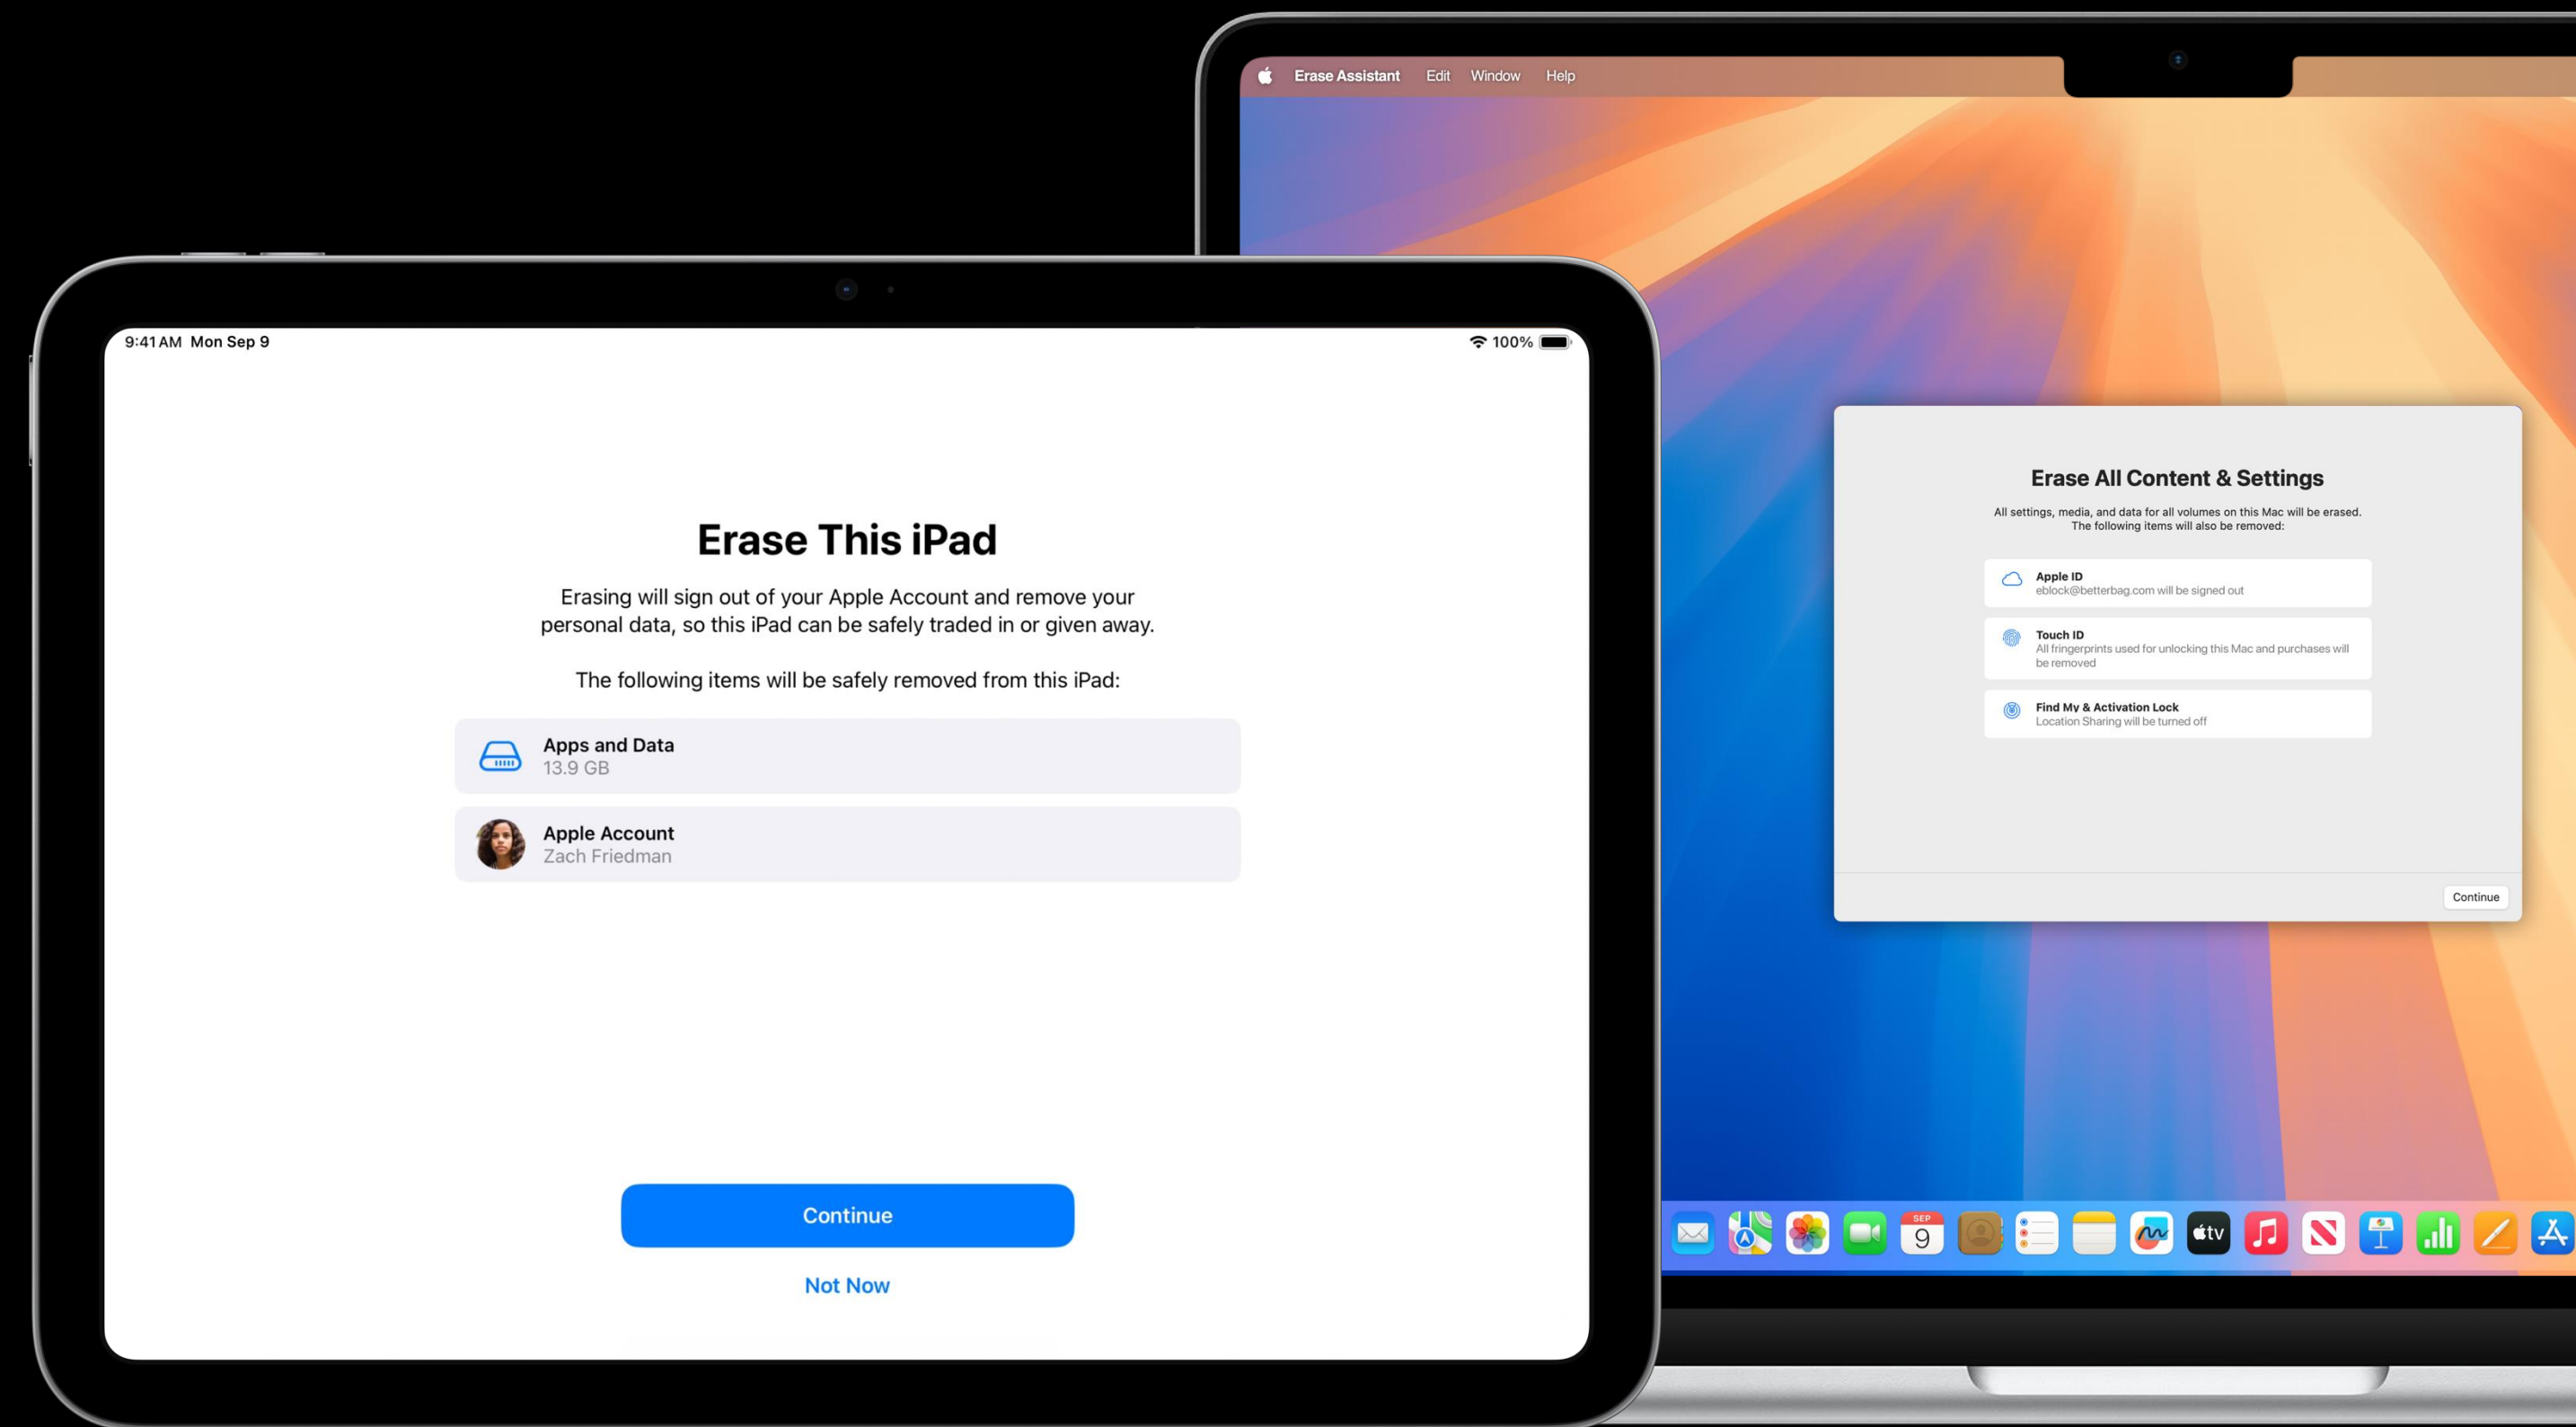 Erase Assistant Edit Window Help
9:41 AM Mon Sep 9
100%
Erase This iPad
Erasing will sign out of your Apple Account and remove your
personal data, so this iPad can be safely traded in or given away.
The following items will be safely removed from this iPad:
Apps and Data
13.9 GB
Apple Account
Zach Friedman
Continue
Not Now
Erase All Content & Settings
All settings, media, and data for all volumes on this Mac will be erased.
The following items will also be removed:
Apple ID
eblock@betterbag.com will be signed out
Touch ID
All fringerprints used for unlocking this Mac and purchases will
be removed
Find My & Activation Lock
Location Sharing will be turned off
Continue
SEP
9
tv